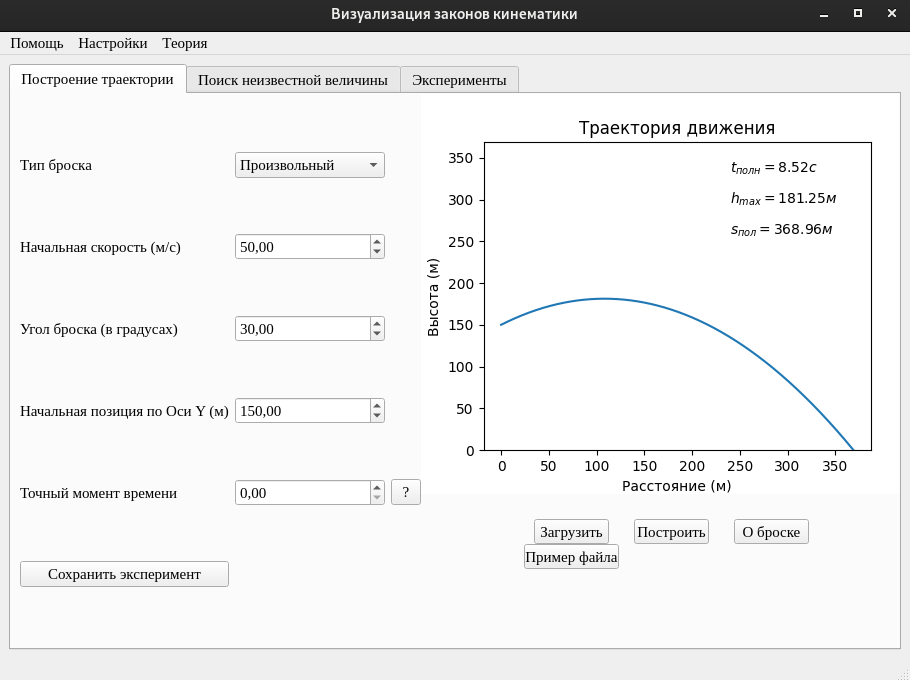 Визуализация законов кинематики
Помощь Настройки Теория
Построение траектории Поиск неизвестной величины Эксперименты
Тип броска Произвольный
Начальная скорость (м/с) 50,00
Угол броска (в градусах) 30,00
Начальная позиция по Оси Y (м) 150,00
Точный момент времени 0,00 ?
Сохранить эксперимент
Траектория движения
t полн = 8.52c
h max = 181.25м
s пол = 368.96м
Высота (м)
350
300
250
200
150
100
50
0
0 50 100 150 200 250 300 350
Расстояние (м)
Загрузить Построить О броске
Пример файла